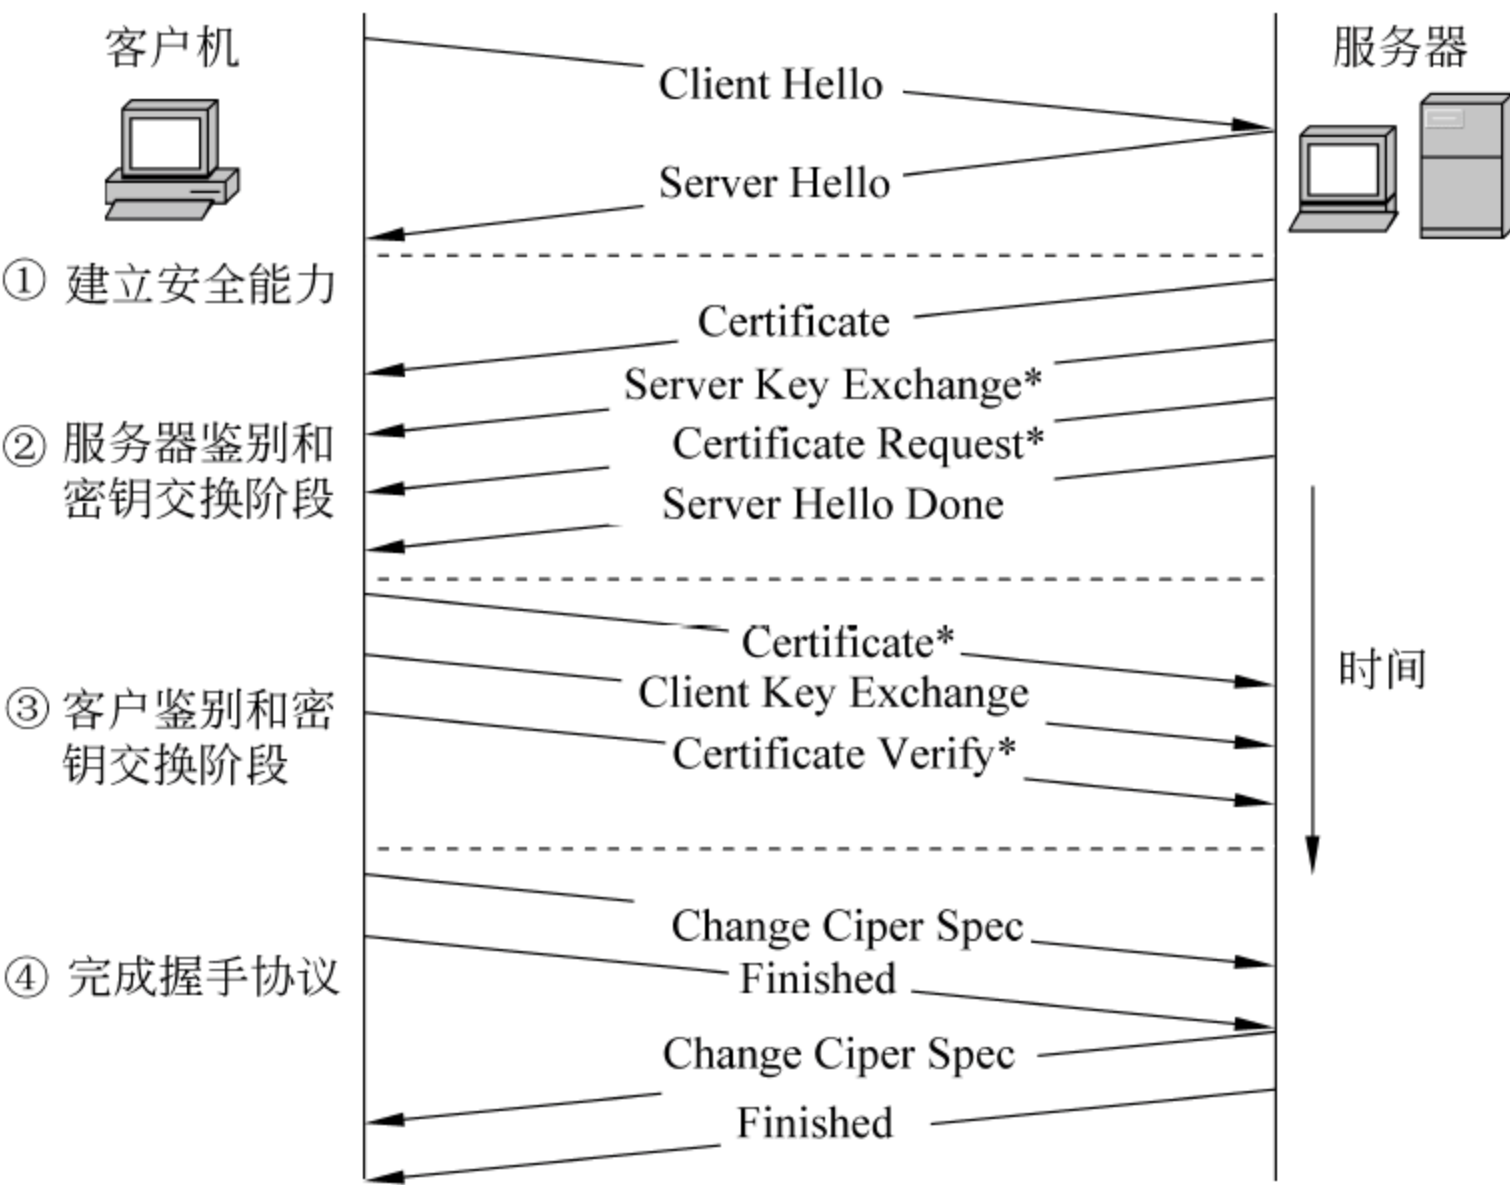 客户机
服务器
Client Hello
Server Hello
① 建立安全能力
Certificate
Server Key Exchange*
Certificate Request*
Server Hello Done
② 服务器鉴别和
密钥交换阶段
Certificate*
Client Key Exchange
Certificate Verify*
③ 客户鉴别和密
钥交换阶段
时间
Change Ciper Spec
Finished
④ 完成握手协议
Change Ciper Spec
Finished